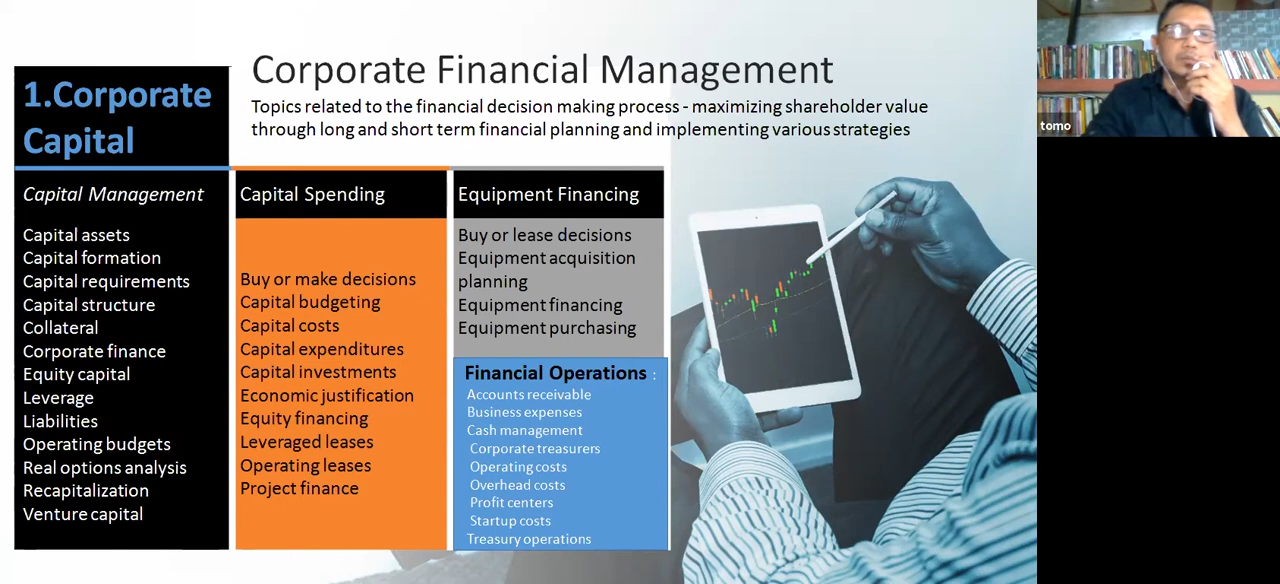 1.Corporate
Capital
Corporate Financial Management
Topics related to the financial decision making process - maximizing shareholder value
through long and short term financial planning and implementing various strategies
Capital Management
Capital assets
Capital formation
Capital requirements
Capital structure
Collateral
Corporate finance
Equity capital
Leverage
Liabilities
Operating budgets
Real options analysis
Recapitalization
Venture capital
Capital Spending
Buy or make decisions
Capital budgeting
Capital costs
Capital expenditures
Capital investments
Economic justification
Equity financing
Leveraged leases
Operating leases
Project finance
Equipment Financing
Buy or lease decisions
Equipment acquisition
planning
Equipment financing
Equipment purchasing
Financial Operations :
Accounts receivable
Business expenses
Cash management
Corporate treasurers
Operating costs
Overhead costs
Profit centers
Startup costs
Treasury operations
tomo